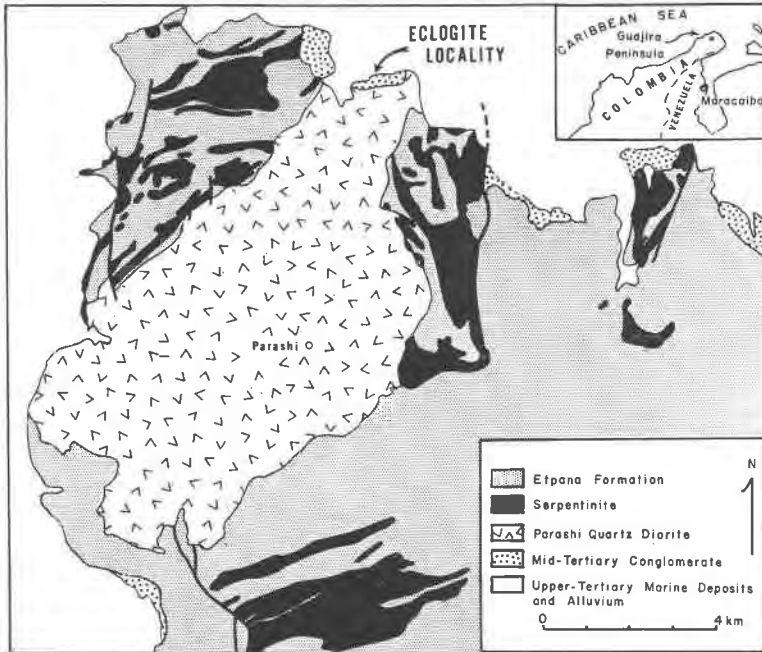 ECLOGITE
LOCALITY
CARIBBEAN SEA
Guajira
Peninsula
COLOMBIA
VENEZUELA
Maracaibo
Parashi
Etpana Formation
Serpentinite
Parashi Quartz Diorite
Mid-Tertiary Conglomerate
Upper-Tertiary Marine Deposits
and Alluvium
N
0 4 km